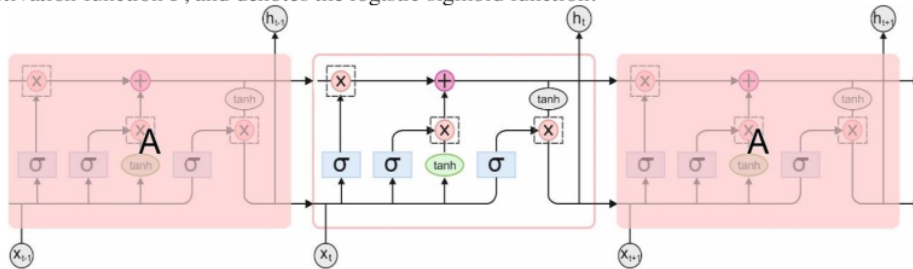 activation function σ, and denotes the logistic sigmoid function.
h_{t-1} h_t h_{t+1}
x + x + x +
tanh tanh tanh
x x x x x x
A A
σ σ tanh σ σ σ tanh σ σ σ tanh σ
x_{t-1} x_t x_{t+1}